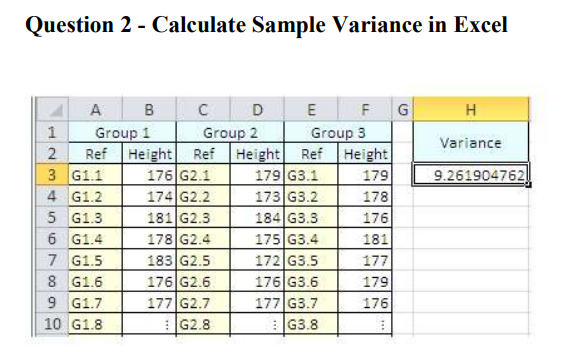 Question 2 - Calculate Sample Variance in Excel
A B C D E F G H
1 Group 1 Group 2 Group 3 Variance
2 Ref Height Ref Height Ref Height
3 G1.1 176 G2.1 179 G3.1 179 9.261904762
4 G1.2 174 G2.2 173 G3.2 178
5 G1.3 181 G2.3 184 G3.3 176
6 G1.4 178 G2.4 175 G3.4 181
7 G1.5 183 G2.5 172 G3.5 177
8 G1.6 176 G2.6 176 G3.6 179
9 G1.7 177 G2.7 177 G3.7 176
10 G1.8 ⋮ G2.8 ⋮ G3.8 ⋮